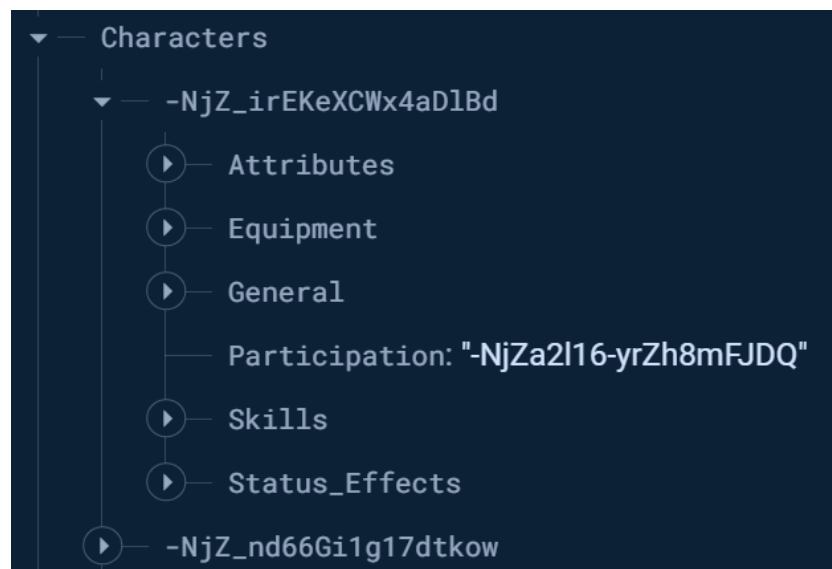 Characters
-NjZ_irEKeXCWx4aDlBd
Attributes
Equipment
General
Participation: "-NjZa2l16-yrZh8mFJDQ"
Skills
Status_Effects
-NjZ_nd66Gi1g17dtkow